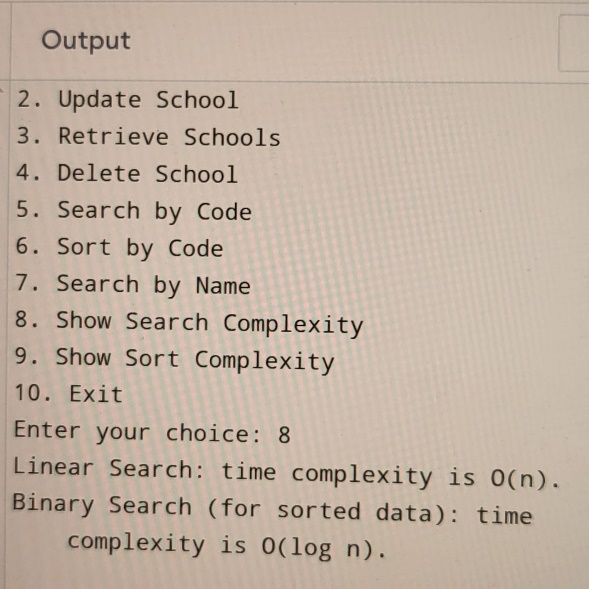 Output
2. Update School
3. Retrieve Schools
4. Delete School
5. Search by Code
6. Sort by Code
7. Search by Name
8. Show Search Complexity
9. Show Sort Complexity
10. Exit
Enter your choice: 8
Linear Search: time complexity is O(n).
Binary Search (for sorted data): time
complexity is O(log n).